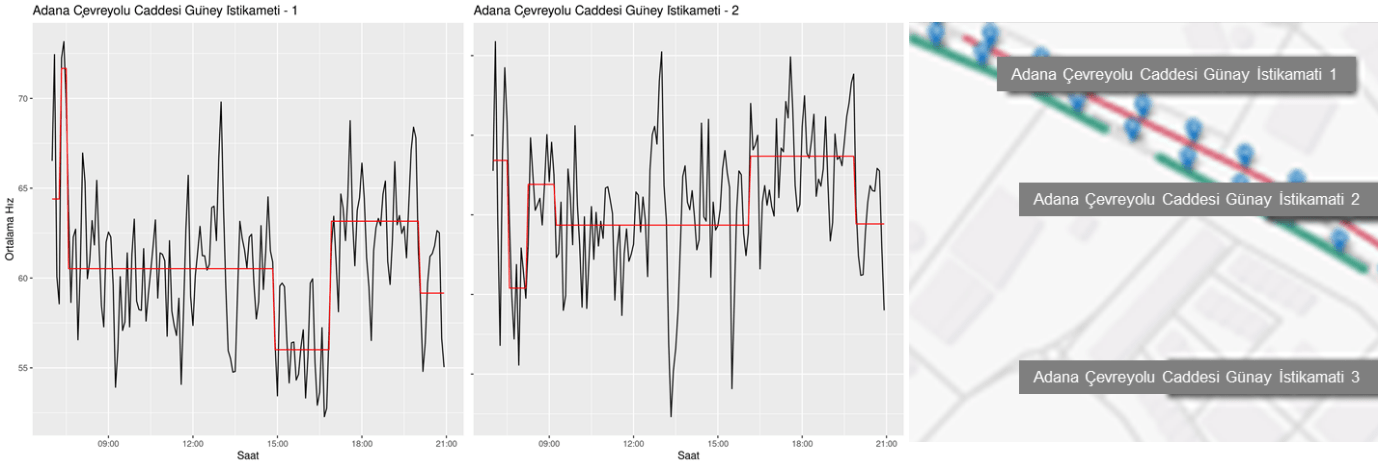 Adana Çevreyolu Caddesi Güney İstikameti - 1
Adana Çevreyolu Caddesi Güney İstikameti - 2
Ortalama Hız
70
65
60
55
09:00
12:00
15:00
18:00
21:00
Saat
09:00
12:00
15:00
18:00
21:00
Saat
Adana Çevreyolu Caddesi Günay İstikamati 1
Adana Çevreyolu Caddesi Günay İstikamati 2
Adana Çevreyolu Caddesi Günay İstikamati 3